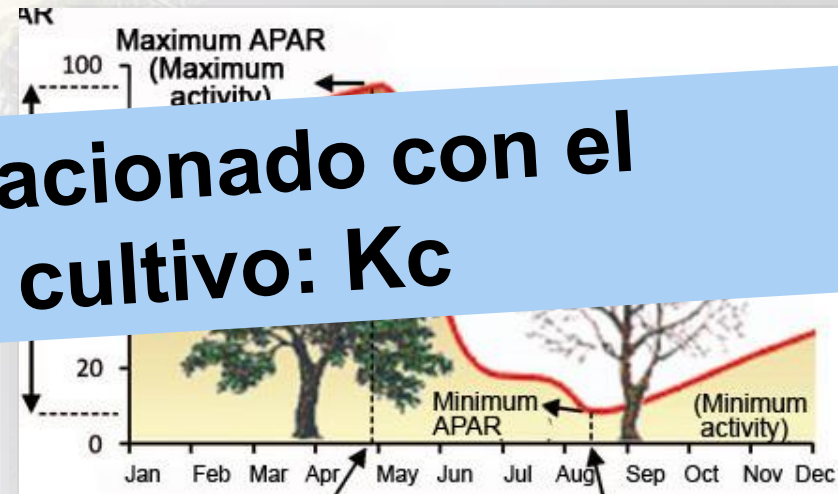 AR
Maximum APAR
100
(Maximum
activity)
acionado con el
cultivo: Kc
20
Minimum
APAR
(Minimum
activity)
0
Jan Feb Mar Apr May Jun Jul Aug Sep Oct Nov Dec